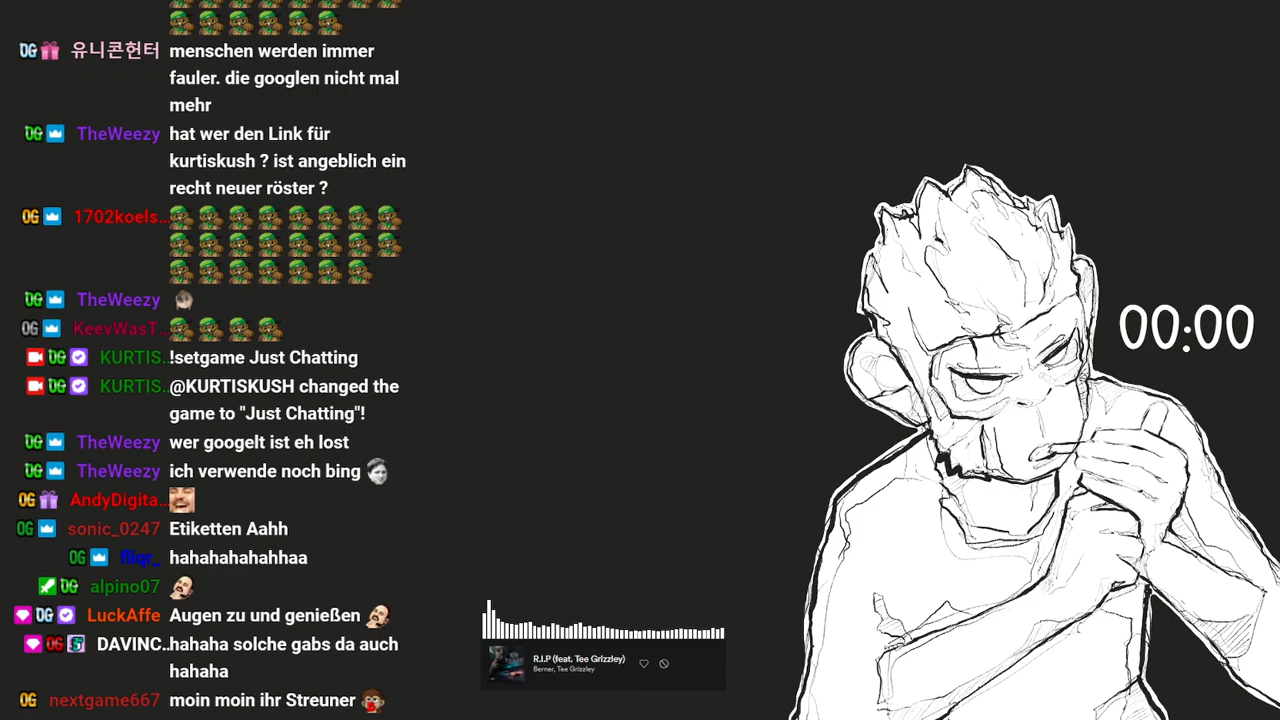 유니콘헌터 menschen werden immer
fauler. die googlen nicht mal
mehr
TheWeezy hat wer den Link für
kurtiskush ? ist angeblich ein
recht neuer röster ?
1702koels...
TheWeezy
KeevWasT...
KURTIS... !setgame Just Chatting
KURTIS... @KURTISKUSH changed the
game to "Just Chatting"!
TheWeezy wer googelt ist eh lost
TheWeezy ich verwende noch bing
AndyDigita...
sonic_0247 Etiketten Aahh
fliqr_ hahahahahahhaa
alpino07
LuckAffe Augen zu und genießen
DAVINC... hahaha solche gabs da auch
hahaha
nextgame667 moin moin ihr Streuner
00:00
R.I.P (feat. Tee Grizzley)
Berner, Tee Grizzley